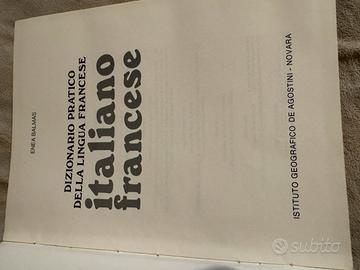 ENEA BALMAS
DIZIONARIO PRATICO
DELLA LINGUA FRANCESE
italiano
francese
ISTITUTO GEOGRAFICO DE AGOSTINI - NOVARA
subito